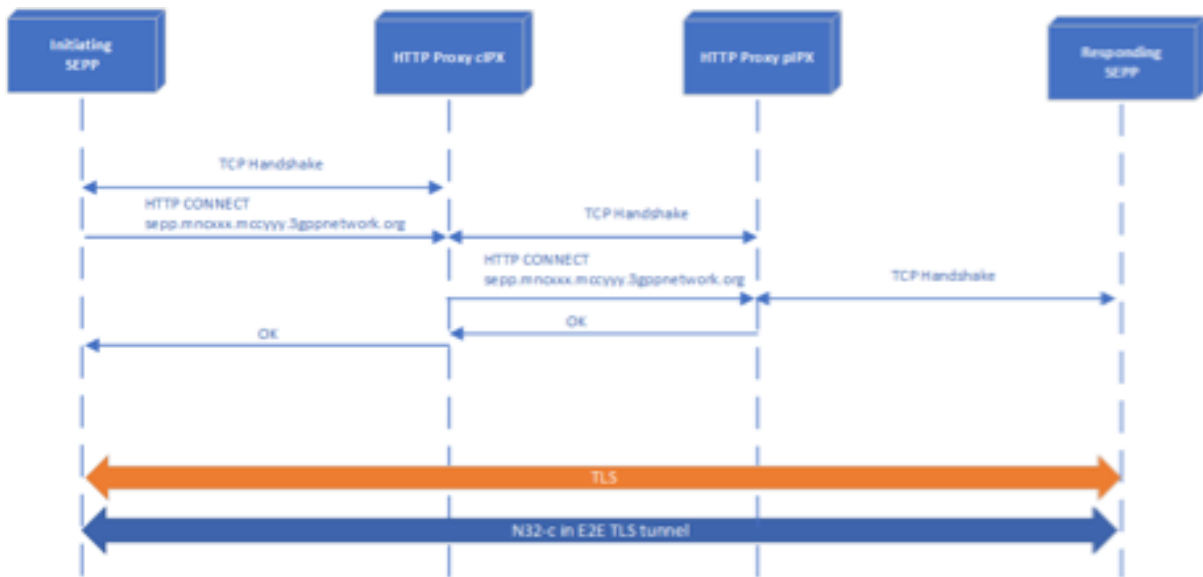 Initiating
SEPP
HTTP Proxy cIPX
HTTP Proxy pIPX
Responding
SEPP
TCP Handshake
HTTP CONNECT
sepp.mncxxx.mccyyy.3gppnetwork.org
TCP Handshake
HTTP CONNECT
sepp.mncxxx.mccyyy.3gppnetwork.org
TCP Handshake
OK
OK
TLS
N32-c in E2E TLS tunnel